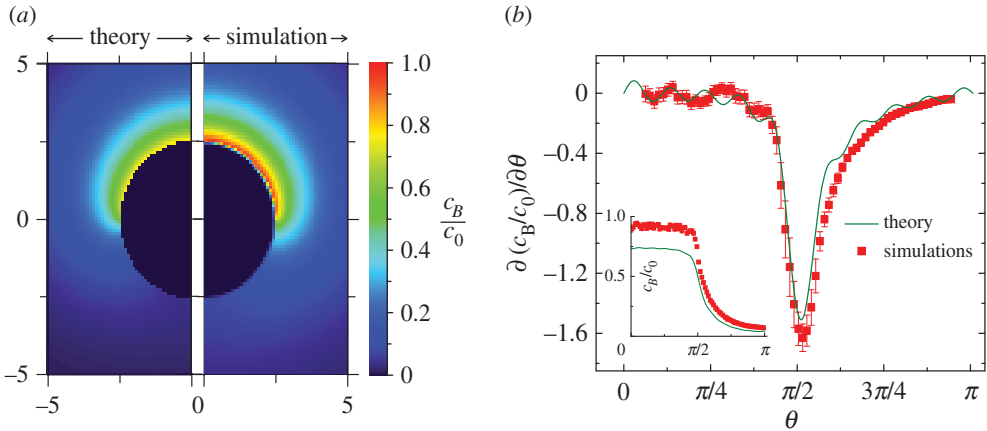 (a)
theory
simulation
5
0
−5
−5
0
5
1.0
0.8
0.6
0.4
0.2
0
c_B
c_0
(b)
0
−0.4
−0.8
−1.2
−1.6
∂ (c_B/c_0)/∂θ
0
π/4
π/2
3π/4
π
θ
theory
simulations
1.0
0.5
c_B/c_0
0
π/2
π